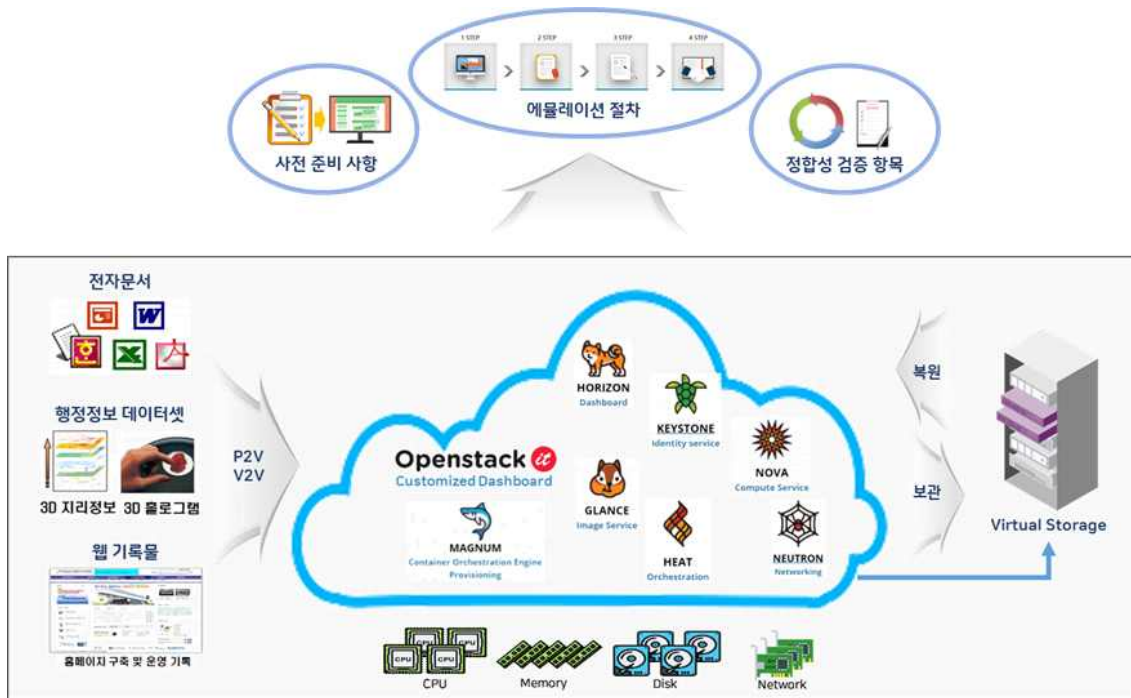 1 STEP
2 STEP
3 STEP
4 STEP
에뮬레이션 절차
사전 준비 사항
정합성 검증 항목
전자문서
행정정보 데이터셋
3D 지리정보
3D 홀로그램
웹 기록물
홈페이지 구축 및 운영 기록
P2V
V2V
Openstack it
Customized Dashboard
HORIZON
Dashboard
KEYSTONE
Identity service
NOVA
Compute Service
GLANCE
Image Service
MAGNUM
Container Orchestration Engine
Provisioning
HEAT
Orchestration
NEUTRON
Networking
복원
보관
Virtual Storage
CPU
CPU
CPU
CPU
CPU
Memory
Disk
Network